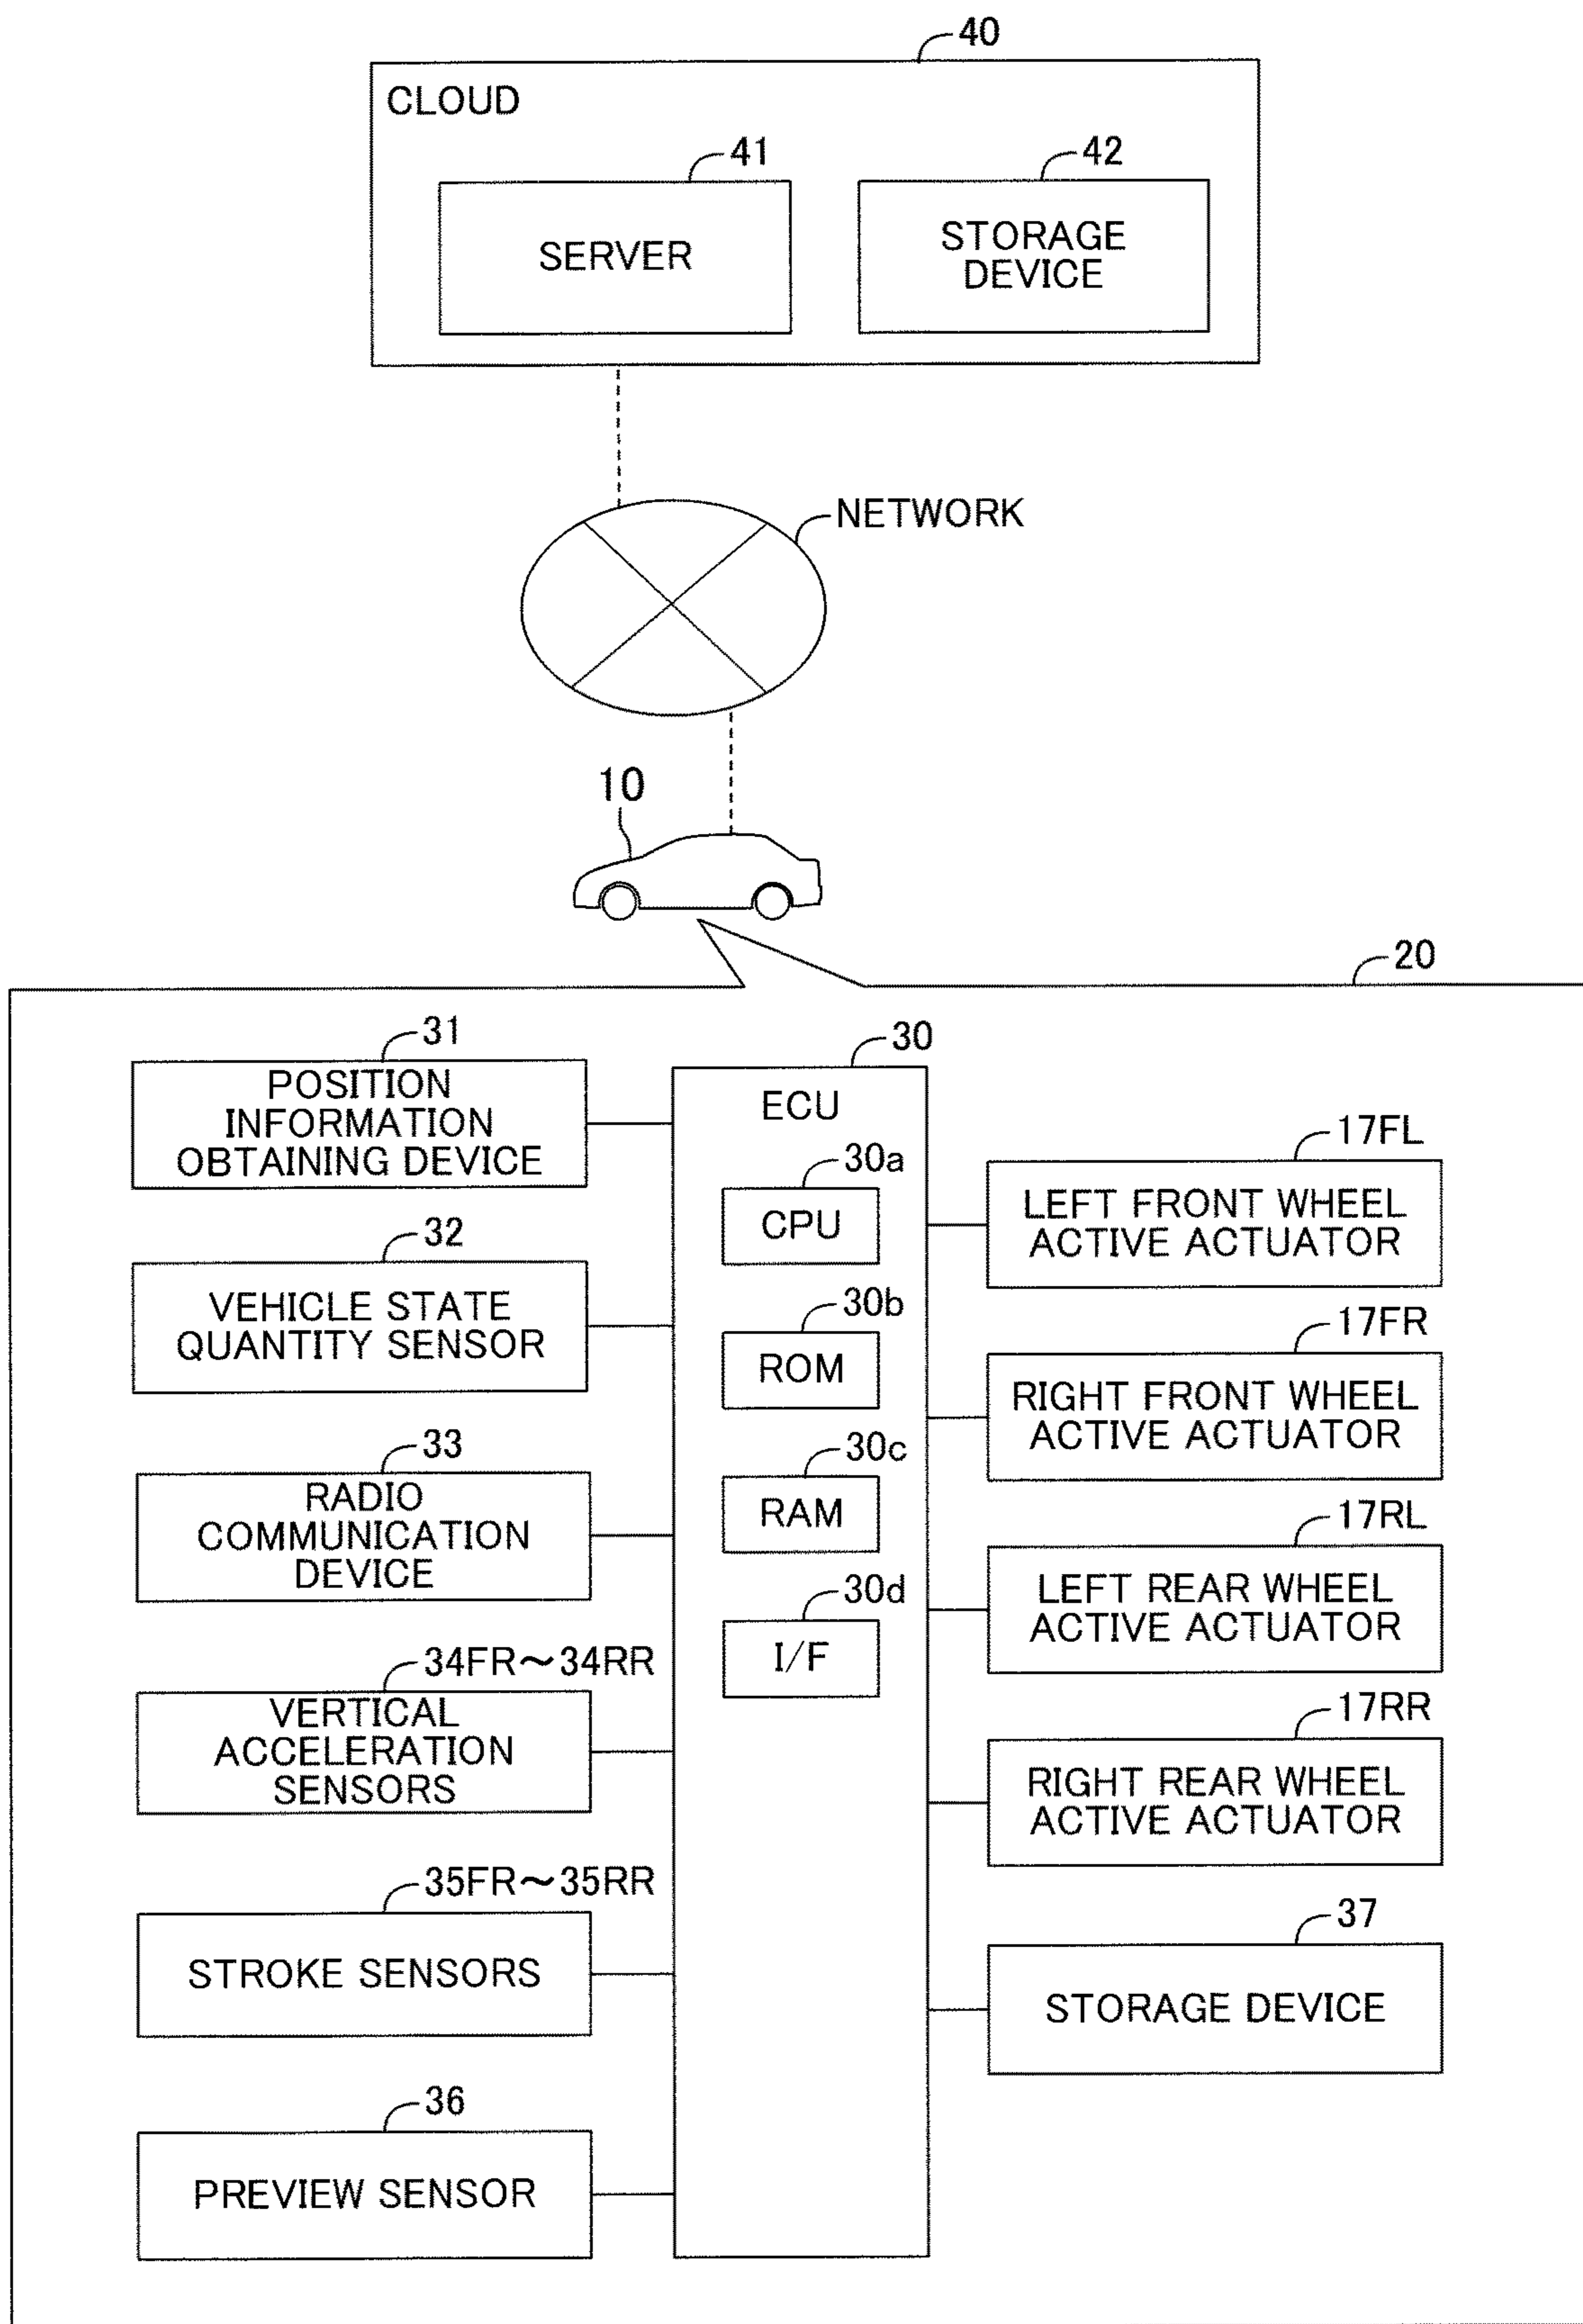 40
CLOUD
41
42
SERVER
STORAGE
DEVICE
NETWORK
10
20
31
POSITION
INFORMATION
OBTAINING DEVICE
32
VEHICLE STATE
QUANTITY SENSOR
33
RADIO
COMMUNICATION
DEVICE
34FR～34RR
VERTICAL
ACCELERATION
SENSORS
35FR～35RR
STROKE SENSORS
36
PREVIEW SENSOR
30
ECU
30a
CPU
30b
ROM
30c
RAM
30d
I/F
17FL
LEFT FRONT WHEEL
ACTIVE ACTUATOR
17FR
RIGHT FRONT WHEEL
ACTIVE ACTUATOR
17RL
LEFT REAR WHEEL
ACTIVE ACTUATOR
17RR
RIGHT REAR WHEEL
ACTIVE ACTUATOR
37
STORAGE DEVICE